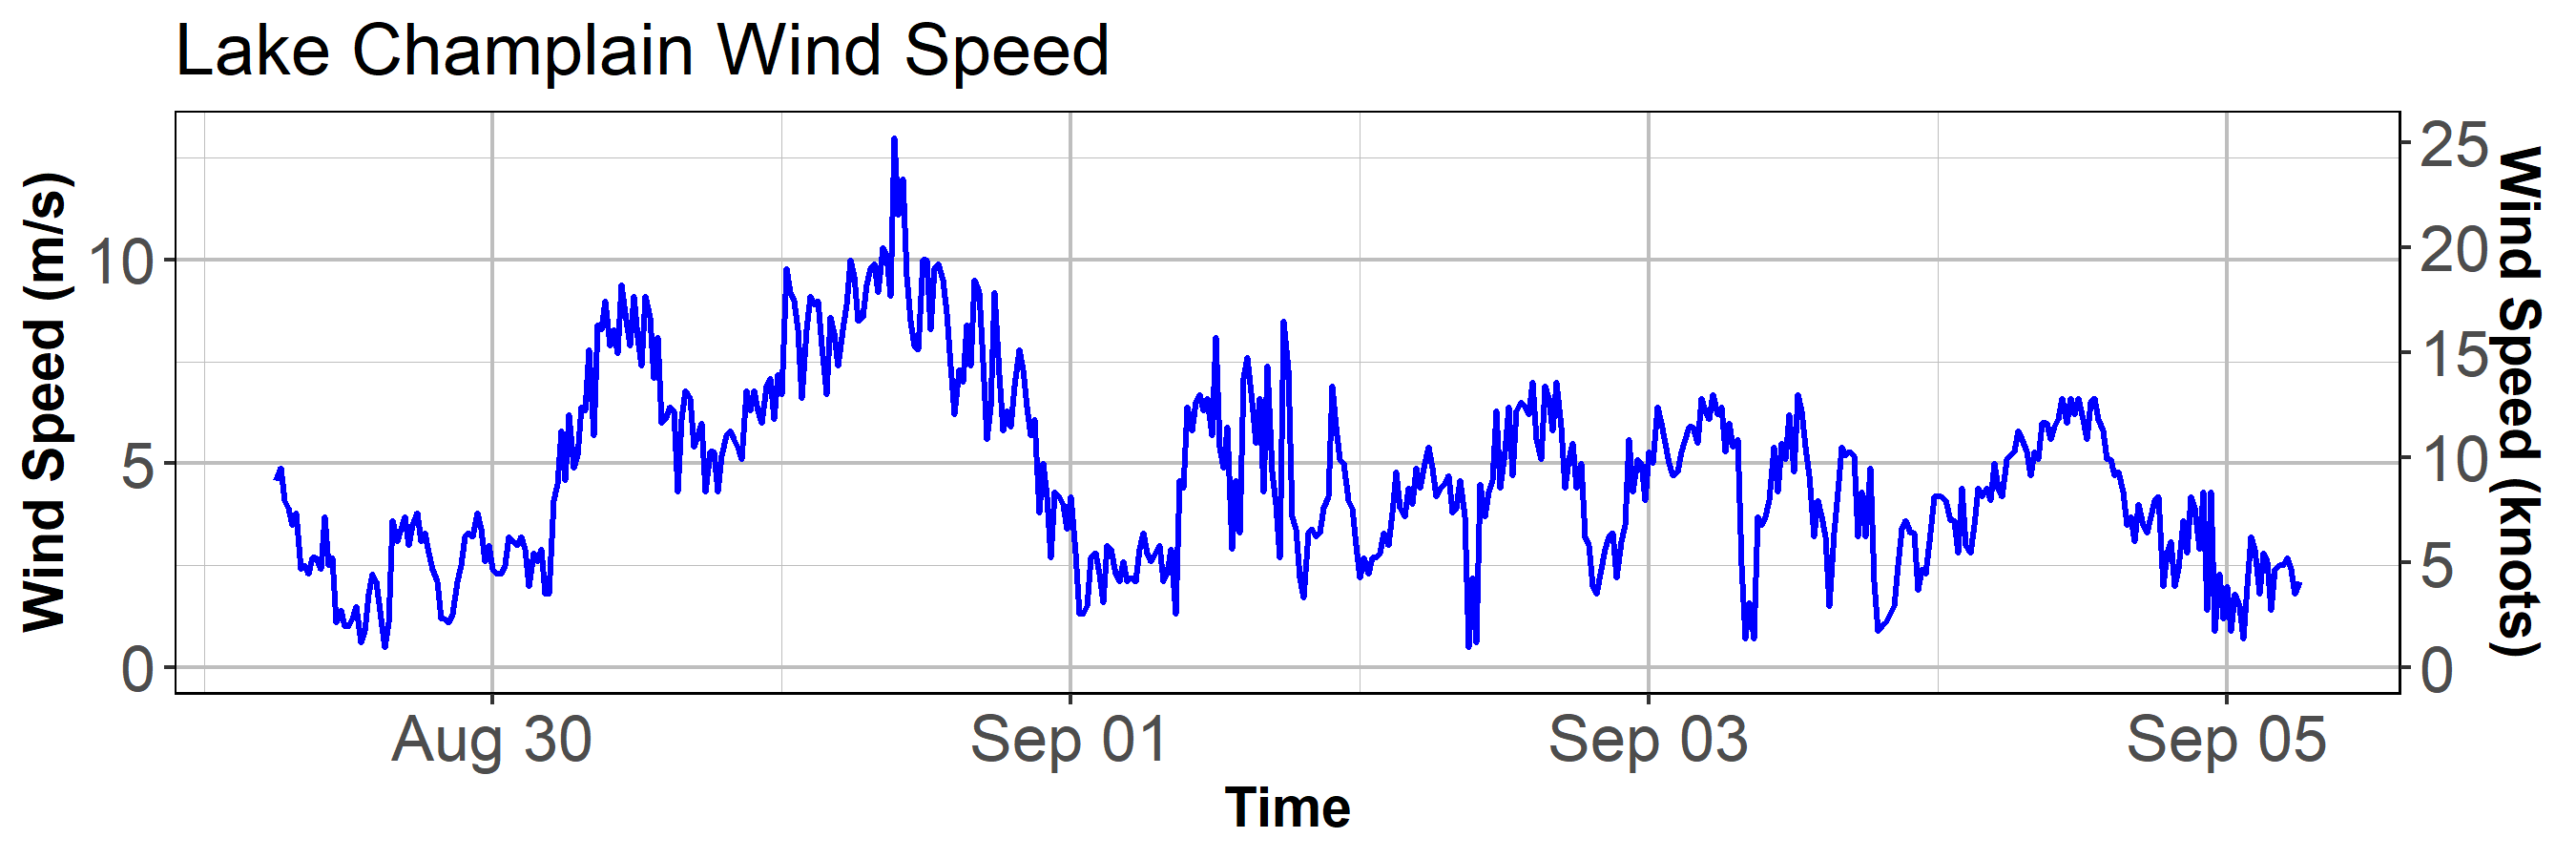 Lake Champlain Wind Speed
Wind Speed (m/s)
10
5
0
25
20
15
10
5
0
Wind Speed (knots)
Aug 30
Sep 01
Sep 03
Sep 05
Time